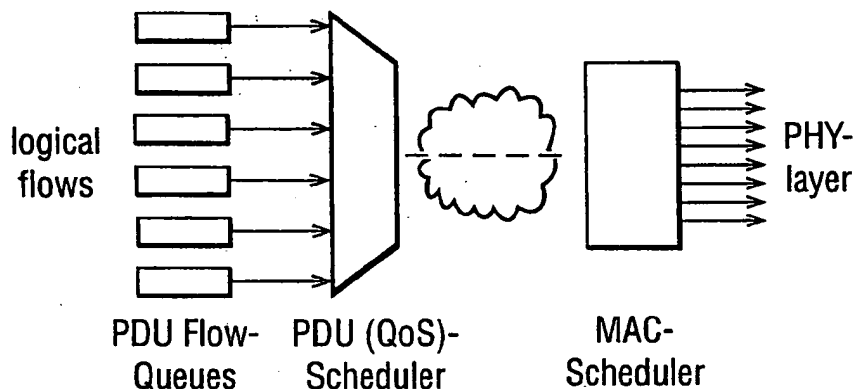 logical
flows
PHY-
layer
PDU Flow-
Queues
PDU (QoS)-
Scheduler
MAC-
Scheduler